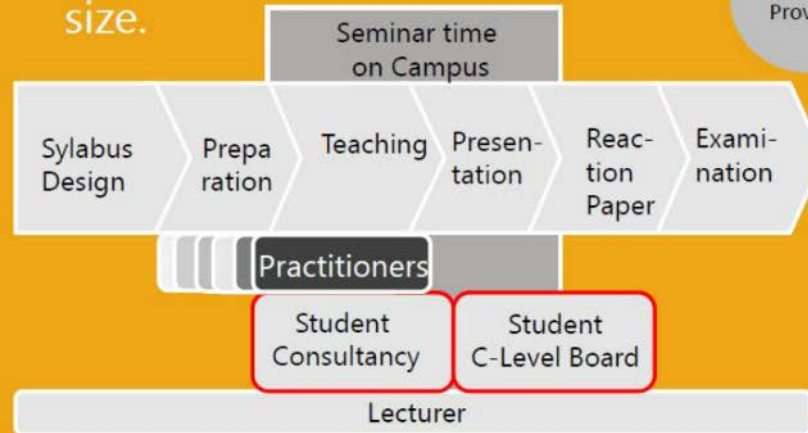 size.
Prov
Seminar time
on Campus
Sylabus
Design
Prepa
ration
Teaching
Presen-
tation
Reac-
tion
Paper
Exami-
nation
Practitioners
Student
Consultancy
Student
C-Level Board
Lecturer